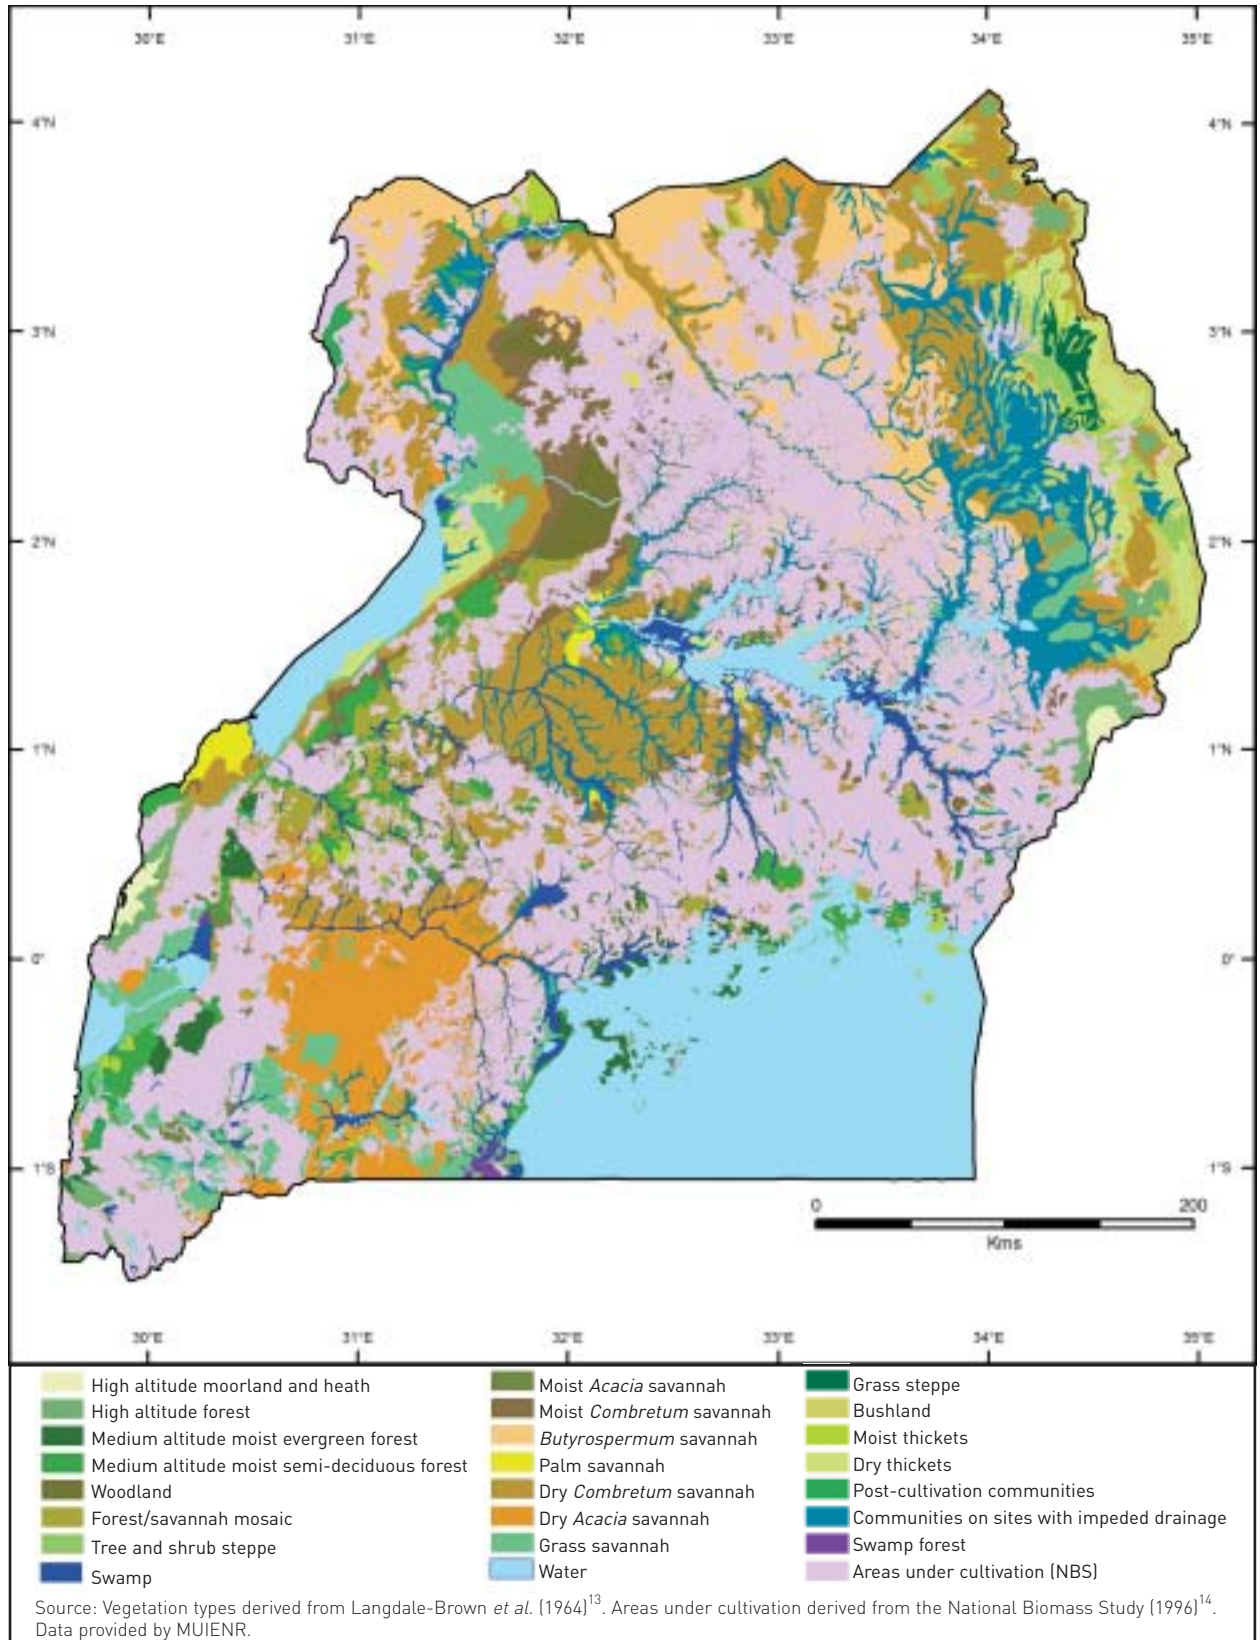 30°E 31°E 32°E 33°E 34°E 35°E
4°N 4°N
3°N 3°N
2°N 2°N
1°N 1°N
0° 0°
1°S 1°S
0 200
Kms
30°E 31°E 32°E 33°E 34°E 35°E
High altitude moorland and heath
High altitude forest
Medium altitude moist evergreen forest
Medium altitude moist semi-deciduous forest
Woodland
Forest/savannah mosaic
Tree and shrub steppe
Swamp
Moist Acacia savannah
Moist Combretum savannah
Butyrospermum savannah
Palm savannah
Dry Combretum savannah
Dry Acacia savannah
Grass savannah
Water
Grass steppe
Bushland
Moist thickets
Dry thickets
Post-cultivation communities
Communities on sites with impeded drainage
Swamp forest
Areas under cultivation (NBS)
Source: Vegetation types derived from Langdale-Brown et al. (1964)13. Areas under cultivation derived from the National Biomass Study (1996)14.
Data provided by MUIENR.